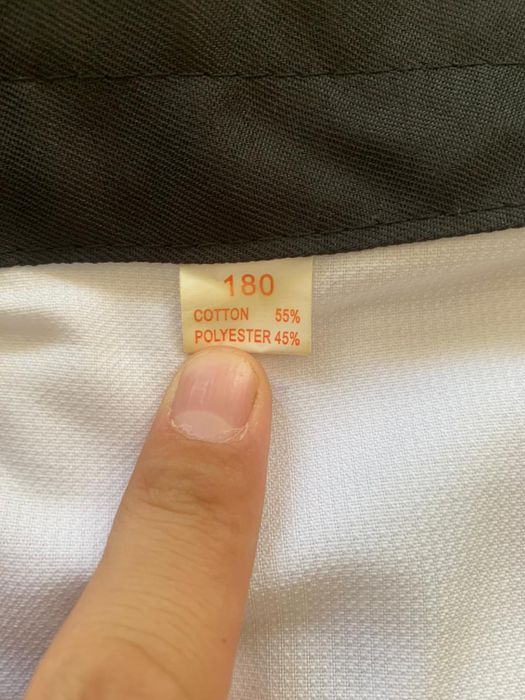 180
COTTON 55%
POLYESTER 45%